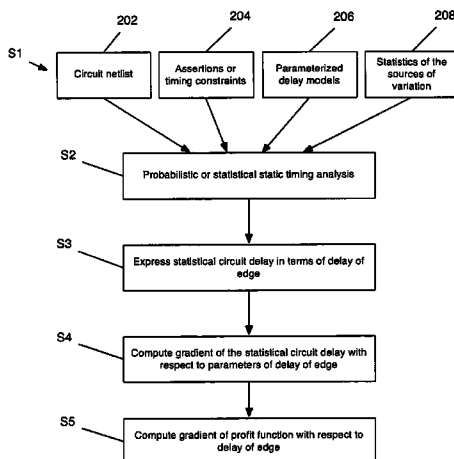 202
204
206
208
S1
Circuit netlist
Assertions or
timing constraints
Parameterized
delay models
Statistics of the
sources of
variation
S2
Probabilistic or statistical static timing analysis
S3
Express statistical circuit delay in terms of delay of
edge
S4
Compute gradient of the statistical circuit delay with
respect to parameters of delay of edge
S5
Compute gradient of profit function with respect to
delay of edge